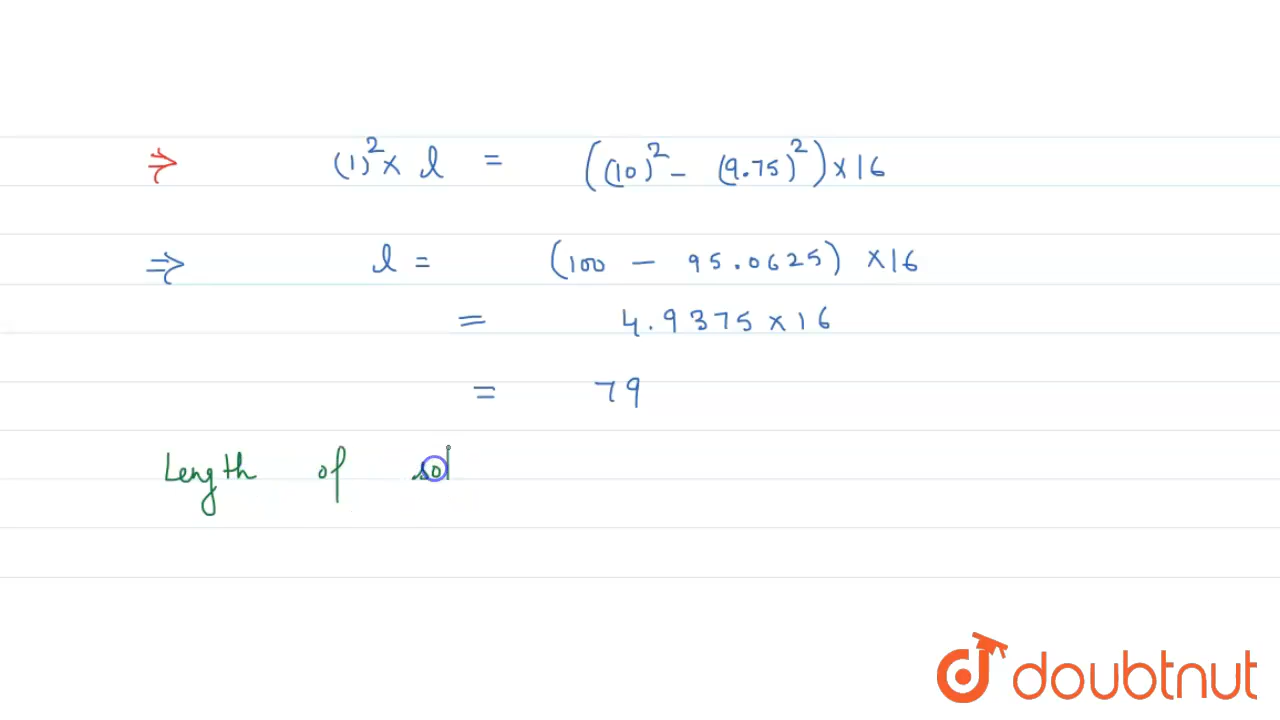 ⇒ (1)² × l = ((10)² - (9.75)²) × 16
⇒ l = (100 - 95.0625) × 16
= 4.9375 × 16
= 79
Length of sol
doubtnut